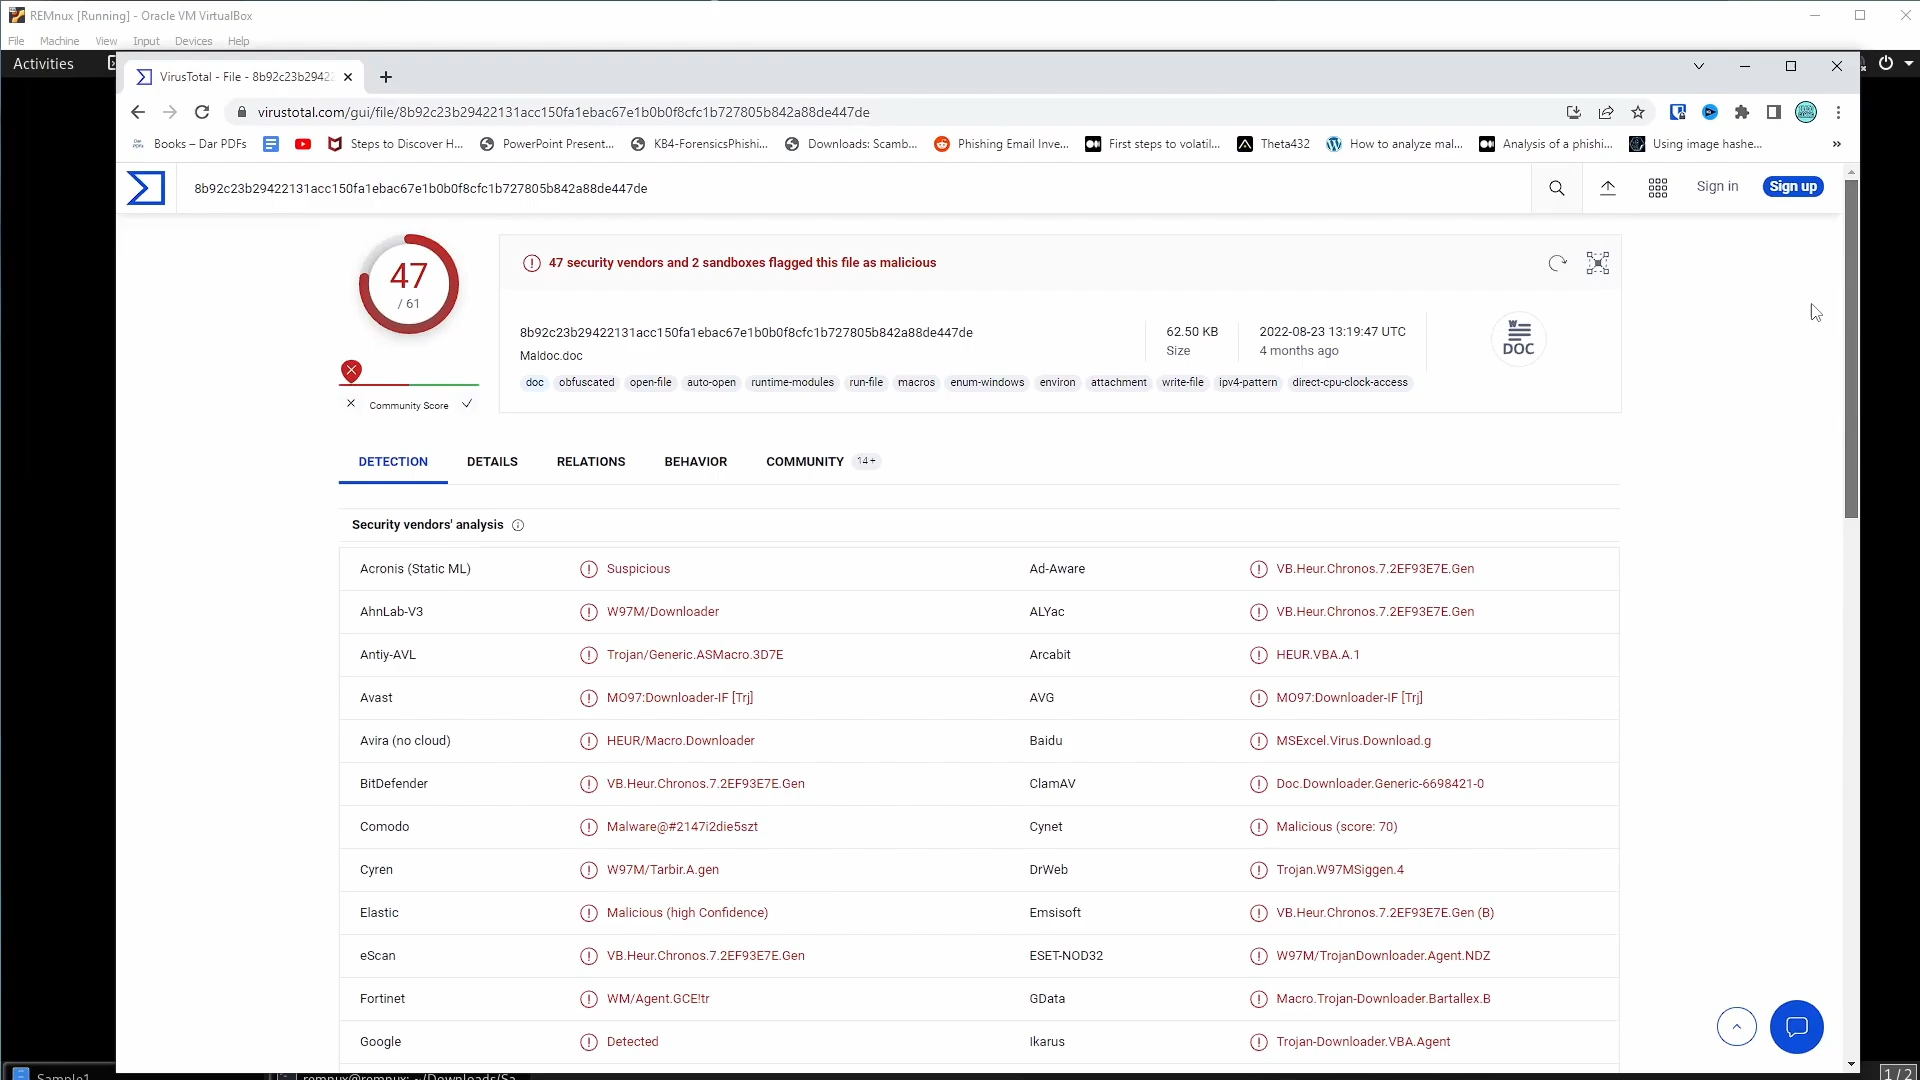 REMnux [Running] - Oracle VM VirtualBox
File Machine View Input Devices Help
Activities
VirusTotal - File - 8b92c23b29422
virustotal.com/gui/file/8b92c23b29422131acc150fa1ebac67e1b0b0f8cfc1b727805b842a88de447de
Books – Dar PDFs Steps to Discover H... PowerPoint Present... KB4-ForensicsPhishi... Downloads: Scamb... Phishing Email Inve... First steps to volatil... Theta432 How to analyze mal... Analysis of a phishi... Using image hashe... »
8b92c23b29422131acc150fa1ebac67e1b0b0f8cfc1b727805b842a88de447de Sign in Sign up
47
/ 61
47 security vendors and 2 sandboxes flagged this file as malicious
8b92c23b29422131acc150fa1ebac67e1b0b0f8cfc1b727805b842a88de447de
Maldoc.doc
62.50 KB
Size
2022-08-23 13:19:47 UTC
4 months ago
W
DOC
doc obfuscated open-file auto-open runtime-modules run-file macros enum-windows environ attachment write-file ipv4-pattern direct-cpu-clock-access
Community Score
DETECTION DETAILS RELATIONS BEHAVIOR COMMUNITY 14+
Security vendors' analysis
Acronis (Static ML) Suspicious Ad-Aware VB.Heur.Chronos.7.2EF93E7E.Gen
AhnLab-V3 W97M/Downloader ALYac VB.Heur.Chronos.7.2EF93E7E.Gen
Antiy-AVL Trojan/Generic.ASMacro.3D7E Arcabit HEUR.VBA.A.1
Avast MO97:Downloader-IF [Trj] AVG MO97:Downloader-IF [Trj]
Avira (no cloud) HEUR/Macro.Downloader Baidu MSExcel.Virus.Download.g
BitDefender VB.Heur.Chronos.7.2EF93E7E.Gen ClamAV Doc.Downloader.Generic-6698421-0
Comodo Malware@#2147i2die5szt Cynet Malicious (score: 70)
Cyren W97M/Tarbir.A.gen DrWeb Trojan.W97MSiggen.4
Elastic Malicious (high Confidence) Emsisoft VB.Heur.Chronos.7.2EF93E7E.Gen (B)
eScan VB.Heur.Chronos.7.2EF93E7E.Gen ESET-NOD32 W97M/TrojanDownloader.Agent.NDZ
Fortinet WM/Agent.GCE!tr GData Macro.Trojan-Downloader.Bartallex.B
Google Detected Ikarus Trojan-Downloader.VBA.Agent
Sample1 remnux@remnux: ~/Downloads/Sa 1 / 2